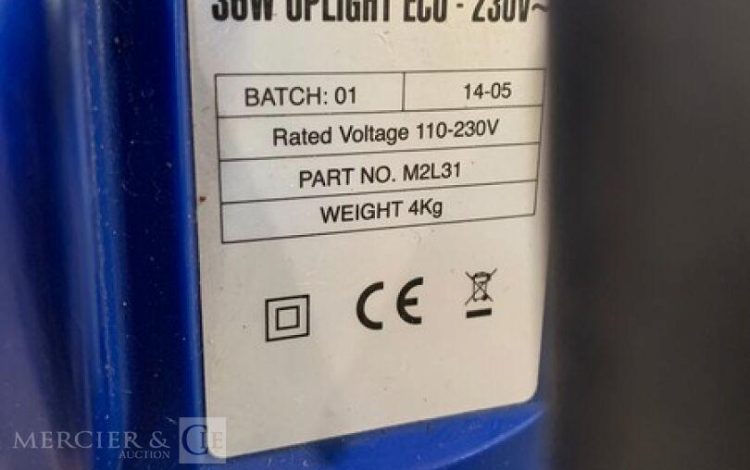 36W UPLIGHT ECO - 230V~
BATCH: 01 14-05
Rated Voltage 110-230V
PART NO. M2L31
WEIGHT 4Kg
CE
MERCIER & CIE
AUCTION